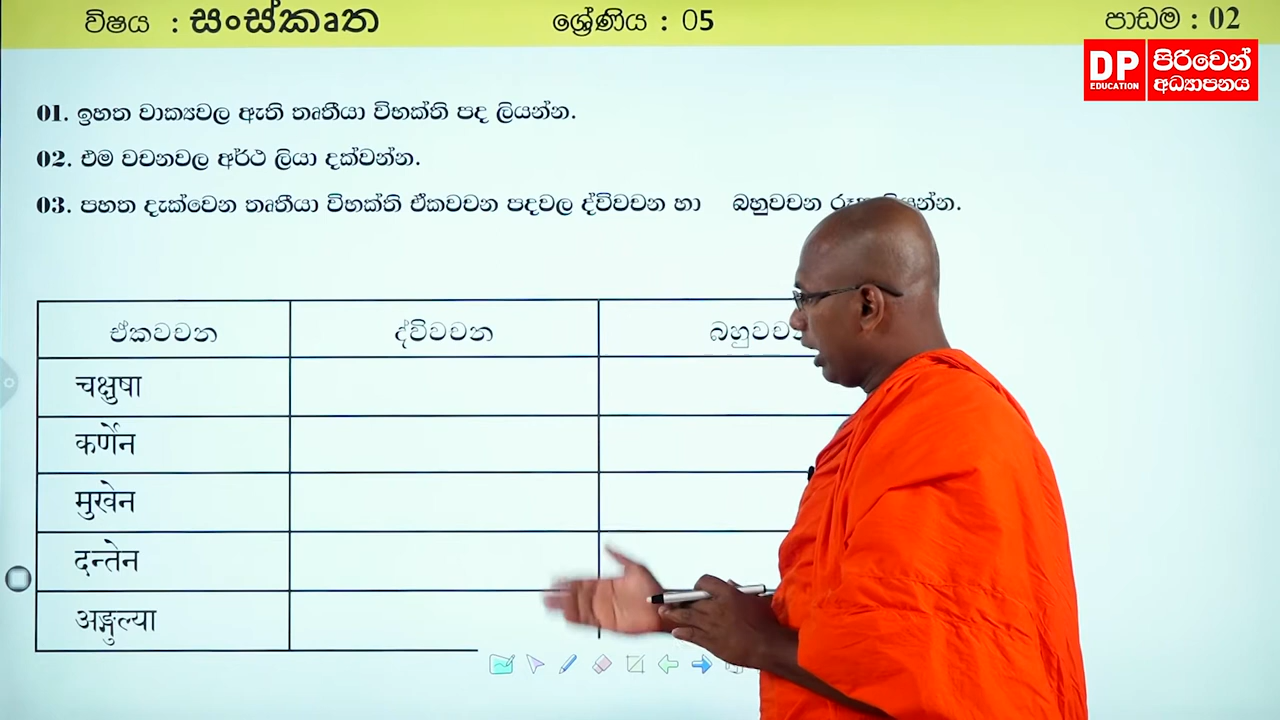 විෂය : සංස්කෘත ශ්‍රේණිය : 05 පාඩම : 02
DP EDUCATION පිරිවෙන් අධ්‍යාපනය
01. ඉහත වාක්‍යවල ඇති තෘතීයා විභක්ති පද ලියන්න.
02. එම වචනවල අර්ථ ලියා දක්වන්න.
03. පහත දැක්වෙන තෘතීයා විභක්ති ඒකවචන පදවල ද්විවචන හා බහුවචන
ඒකවචන ද්විවචන
चक्षुषा
कर्णेन
मुखेन
दन्तेन
अङ्गुल्या